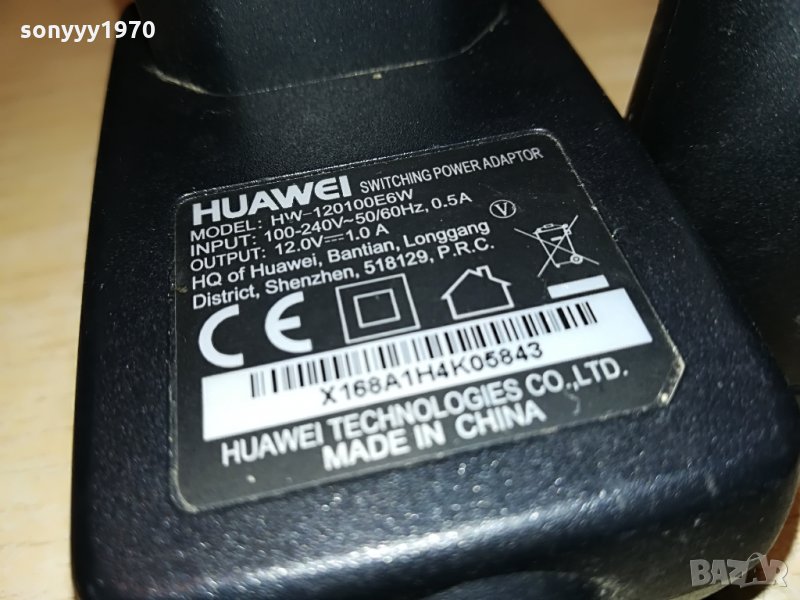 sonyyy1970
HUAWEI SWITCHING POWER ADAPTOR
MODEL: HW-120100E6W
INPUT: 100-240V~50/60Hz, 0.5A
OUTPUT: 12.0V⎓1.0 A
HQ of Huawei, Bantian, Longgang
District, Shenzhen, 518129, P.R.C.
V
CE
X168A1H4K05843
HUAWEI TECHNOLOGIES CO.,LTD.
MADE IN CHINA
BAZAR